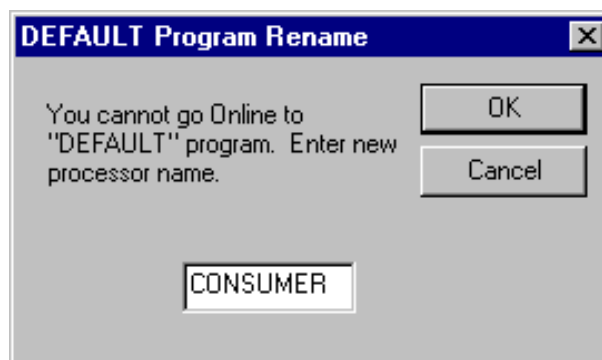 DEFAULT Program Rename
You cannot go Online to
"DEFAULT" program. Enter new
processor name.
OK
Cancel
CONSUMER